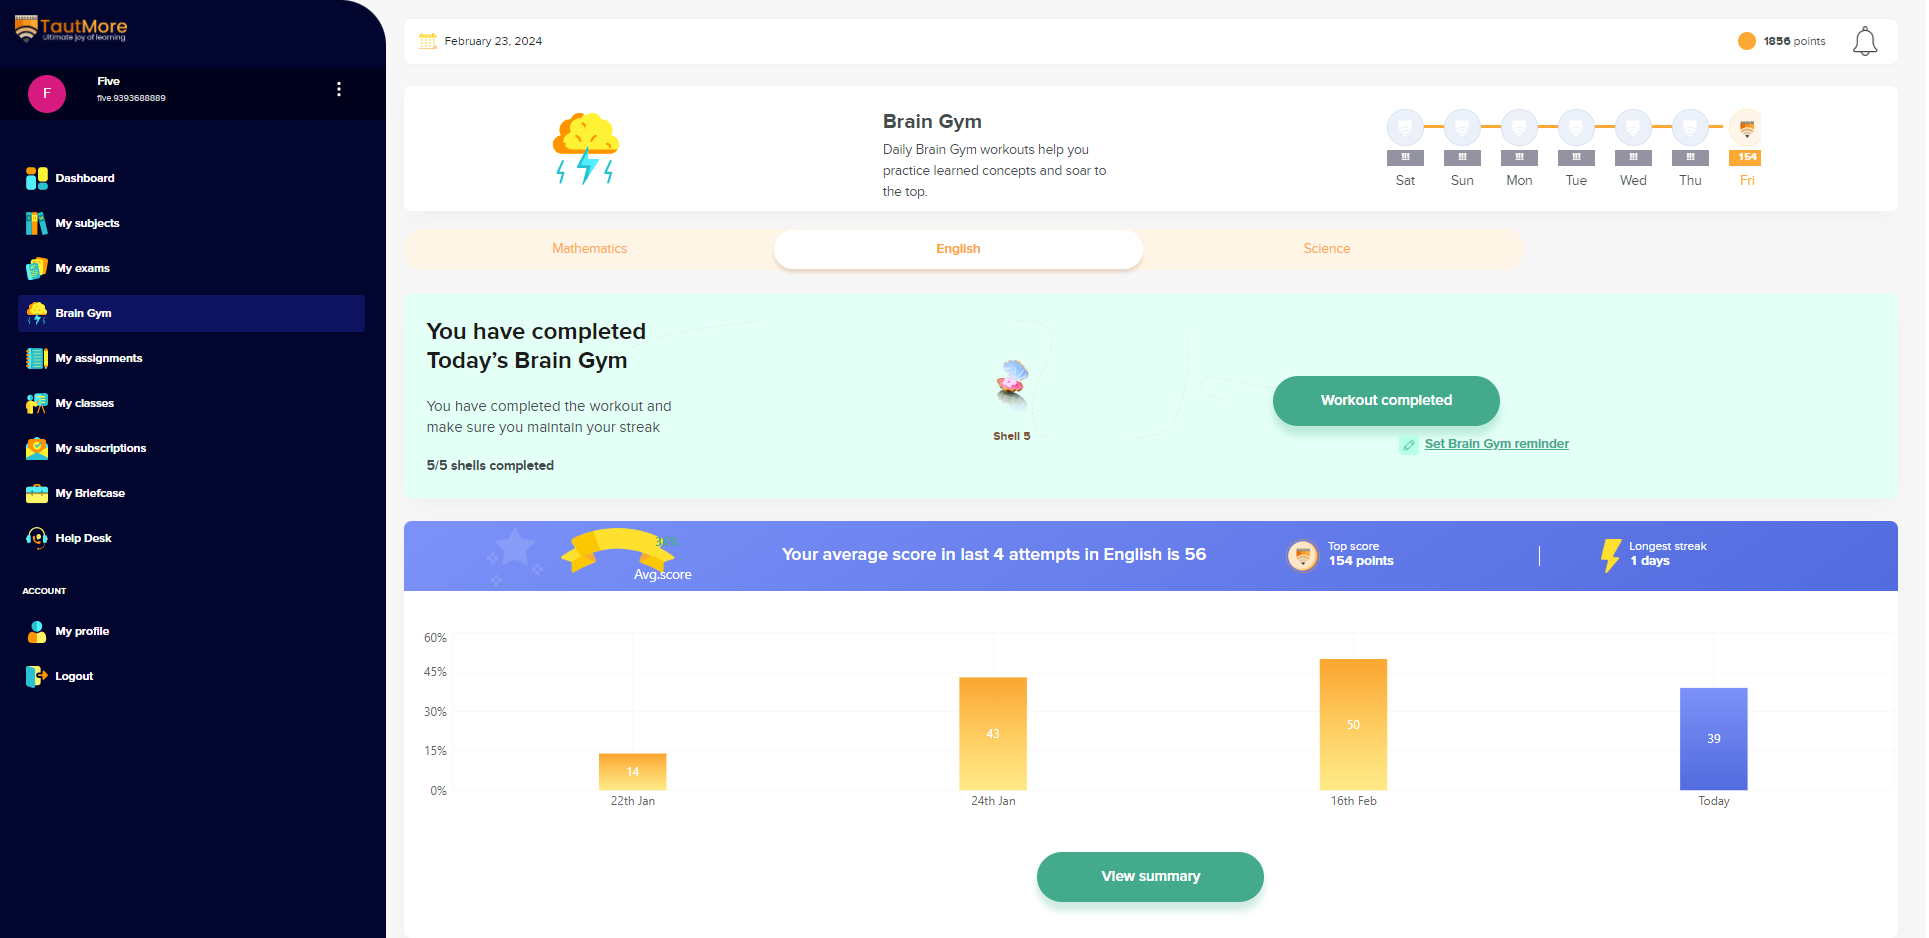 TautMore
Ultimate joy of learning
F
Five
five.9393688889
Dashboard
My subjects
My exams
Brain Gym
My assignments
My classes
My subscriptions
My Briefcase
Help Desk
ACCOUNT
My profile
Logout
February 23, 2024
1856 points
Brain Gym
Daily Brain Gym workouts help you
practice learned concepts and soar to
the top.
!!! !!! !!! !!! !!! !!! 154
Sat Sun Mon Tue Wed Thu Fri
Mathematics English Science
You have completed
Today’s Brain Gym
You have completed the workout and
make sure you maintain your streak
5/5 shells completed
Shell 5
Workout completed
Set Brain Gym reminder
Avg.score
Your average score in last 4 attempts in English is 56
Top score
154 points
Longest streak
1 days
60%
45%
30%
15%
0%
14
43
50
39
22th Jan 24th Jan 16th Feb Today
View summary